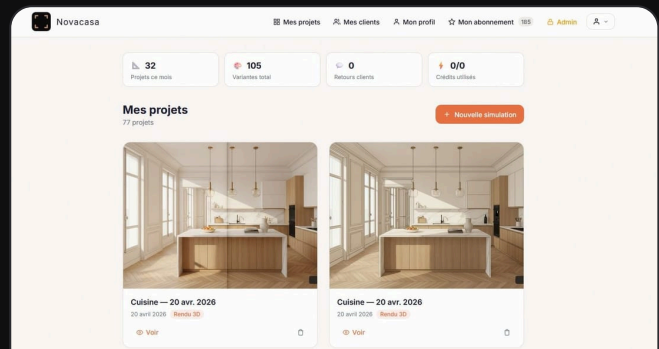 Novacasa
Mes projets
Mes clients
Mon profil
Mon abonnement 105
Admin
32
Projets ce mois
105
Variantes total
0
Retours clients
0/0
Crédits utilisés
Mes projets
77 projets
+ Nouvelle simulation
Cuisine — 20 avr. 2026
20 avril 2026 Rendu 3D
Voir
Cuisine — 20 avr. 2026
20 avril 2026 Rendu 3D
Voir